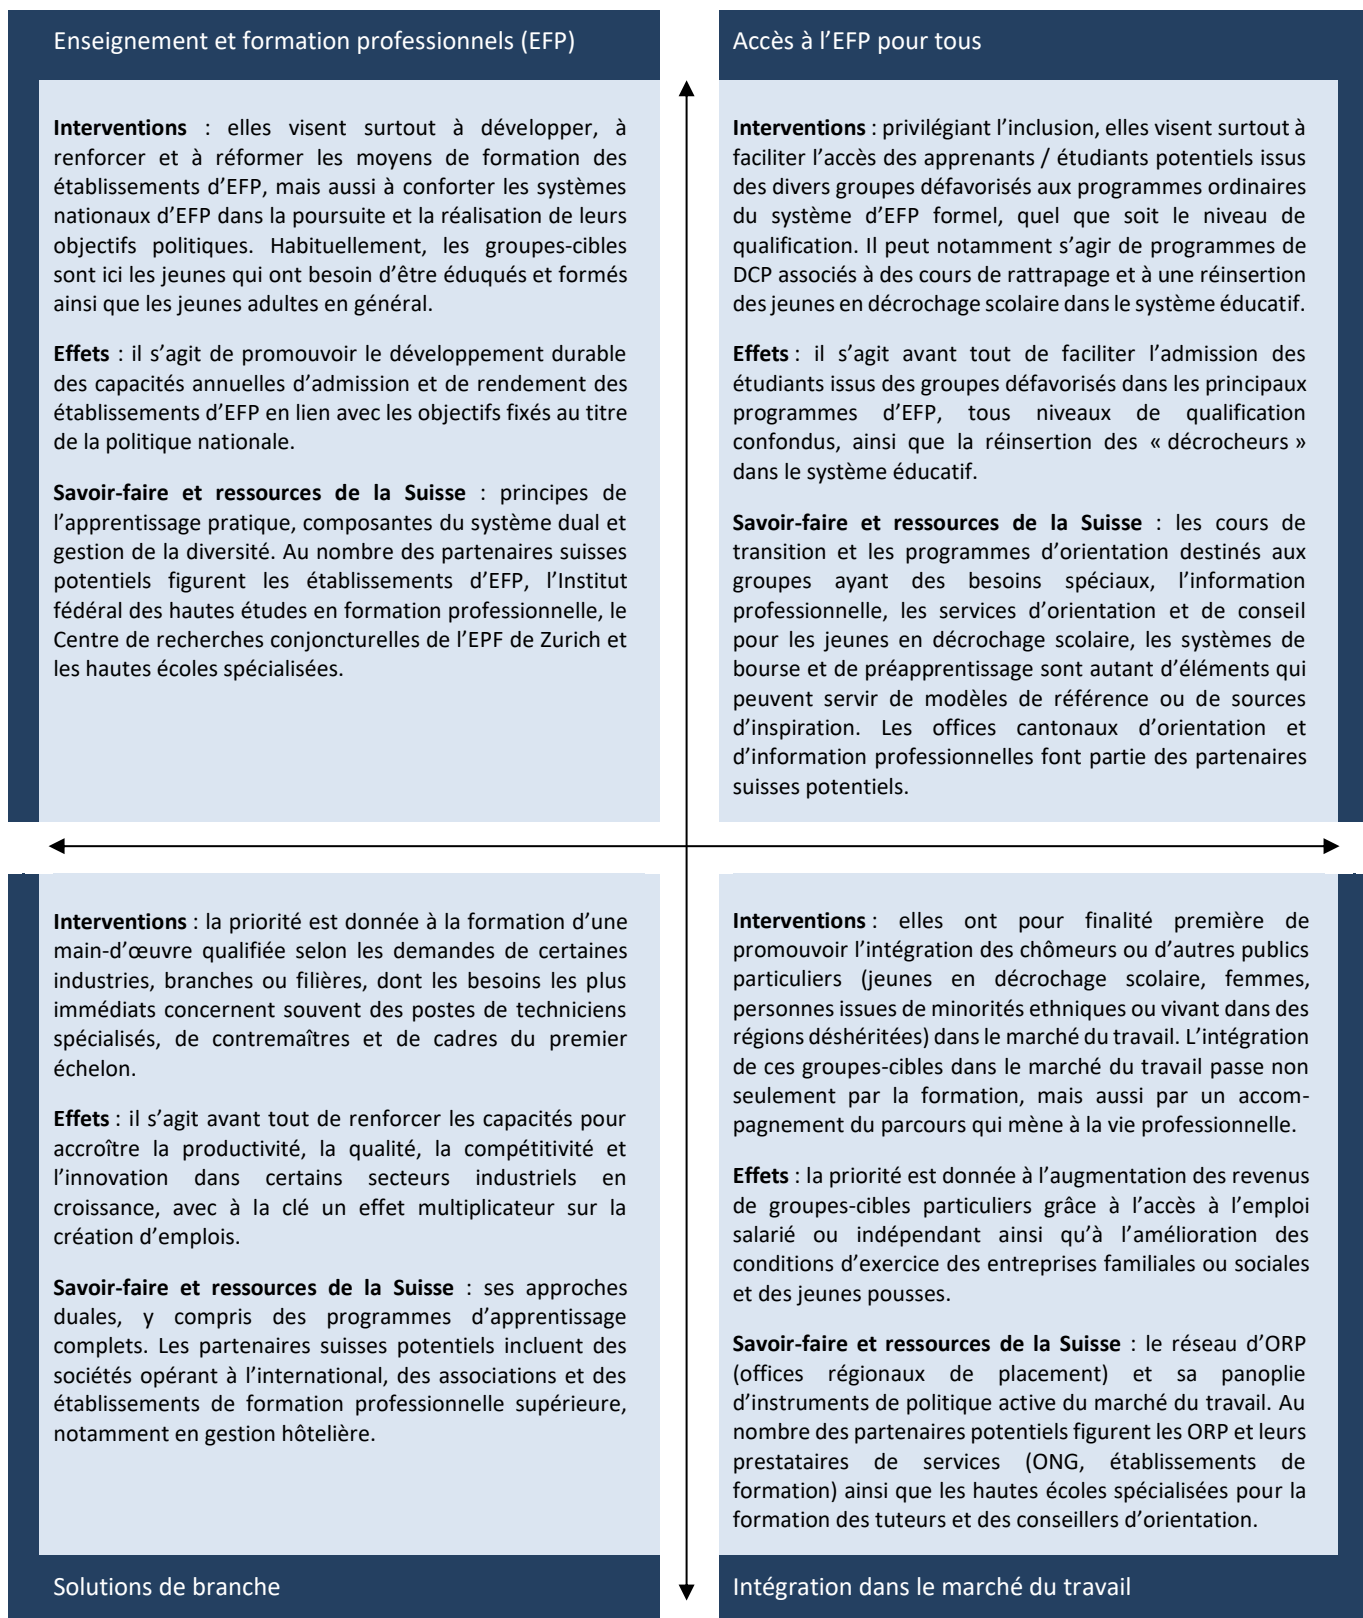 Enseignement et formation professionnels (EFP)
Interventions : elles visent surtout à développer, à
renforcer et à réformer les moyens de formation des
établissements d’EFP, mais aussi à conforter les systèmes
nationaux d’EFP dans la poursuite et la réalisation de leurs
objectifs politiques. Habituellement, les groupes-cibles
sont ici les jeunes qui ont besoin d’être éduqués et formés
ainsi que les jeunes adultes en général.
Effets : il s’agit de promouvoir le développement durable
des capacités annuelles d’admission et de rendement des
établissements d’EFP en lien avec les objectifs fixés au titre
de la politique nationale.
Savoir-faire et ressources de la Suisse : principes de
l’apprentissage pratique, composantes du système dual et
gestion de la diversité. Au nombre des partenaires suisses
potentiels figurent les établissements d’EFP, l’Institut
fédéral des hautes études en formation professionnelle, le
Centre de recherches conjoncturelles de l’EPF de Zurich et
les hautes écoles spécialisées.
Accès à l’EFP pour tous
Interventions : privilégiant l’inclusion, elles visent surtout à
faciliter l’accès des apprenants / étudiants potentiels issus
des divers groupes défavorisés aux programmes ordinaires
du système d’EFP formel, quel que soit le niveau de
qualification. Il peut notamment s’agir de programmes de
DCP associés à des cours de rattrapage et à une réinsertion
des jeunes en décrochage scolaire dans le système éducatif.
Effets : il s’agit avant tout de faciliter l’admission des
étudiants issus des groupes défavorisés dans les principaux
programmes d’EFP, tous niveaux de qualification
confondus, ainsi que la réinsertion des « décrocheurs »
dans le système éducatif.
Savoir-faire et ressources de la Suisse : les cours de
transition et les programmes d’orientation destinés aux
groupes ayant des besoins spéciaux, l’information
professionnelle, les services d’orientation et de conseil
pour les jeunes en décrochage scolaire, les systèmes de
bourse et de préapprentissage sont autant d’éléments qui
peuvent servir de modèles de référence ou de sources
d’inspiration. Les offices cantonaux d’orientation et
d’information professionnelles font partie des partenaires
suisses potentiels.
Interventions : la priorité est donnée à la formation d’une
main-d’œuvre qualifiée selon les demandes de certaines
industries, branches ou filières, dont les besoins les plus
immédiats concernent souvent des postes de techniciens
spécialisés, de contremaîtres et de cadres du premier
échelon.
Effets : il s’agit avant tout de renforcer les capacités pour
accroître la productivité, la qualité, la compétitivité et
l’innovation dans certains secteurs industriels en
croissance, avec à la clé un effet multiplicateur sur la
création d’emplois.
Savoir-faire et ressources de la Suisse : ses approches
duales, y compris des programmes d’apprentissage
complets. Les partenaires suisses potentiels incluent des
sociétés opérant à l’international, des associations et des
établissements de formation professionnelle supérieure,
notamment en gestion hôtelière.
Solutions de branche
Interventions : elles ont pour finalité première de
promouvoir l’intégration des chômeurs ou d’autres publics
particuliers (jeunes en décrochage scolaire, femmes,
personnes issues de minorités ethniques ou vivant dans des
régions déshéritées) dans le marché du travail. L’intégration
de ces groupes-cibles dans le marché du travail passe non
seulement par la formation, mais aussi par un accom-
pagnement du parcours qui mène à la vie professionnelle.
Effets : la priorité est donnée à l’augmentation des revenus
de groupes-cibles particuliers grâce à l’accès à l’emploi
salarié ou indépendant ainsi qu’à l’amélioration des
conditions d’exercice des entreprises familiales ou sociales
et des jeunes pousses.
Savoir-faire et ressources de la Suisse : le réseau d’ORP
(offices régionaux de placement) et sa panoplie
d’instruments de politique active du marché du travail. Au
nombre des partenaires potentiels figurent les ORP et leurs
prestataires de services (ONG, établissements de
formation) ainsi que les hautes écoles spécialisées pour la
formation des tuteurs et des conseillers d’orientation.
Intégration dans le marché du travail